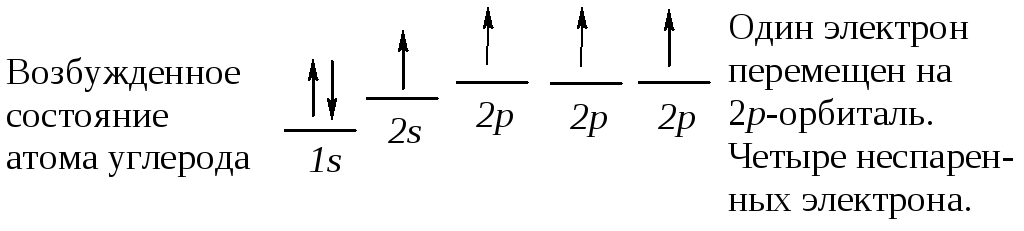 Возбужденное
состояние
атома углерода
1s
2s
2p
2p
2p
Один электрон
перемещен на
2p-орбиталь.
Четыре неспарен-
ных электрона.